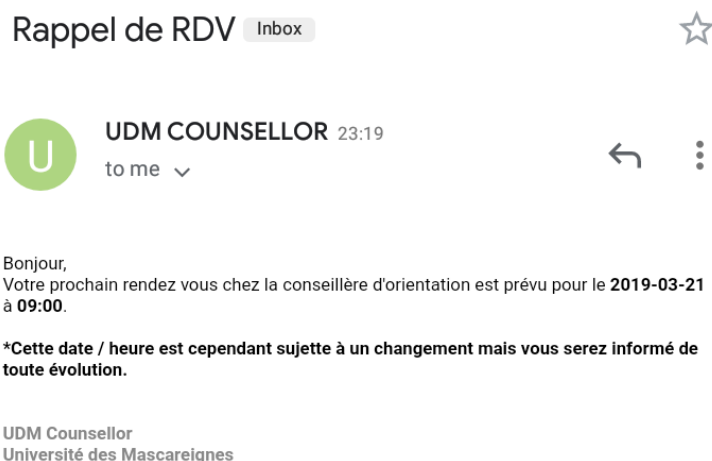 Rappel de RDV Inbox
U
UDM COUNSELLOR 23:19
to me
Bonjour,
Votre prochain rendez vous chez la conseillère d'orientation est prévu pour le 2019-03-21
à 09:00.
*Cette date / heure est cependant sujette à un changement mais vous serez informé de
toute évolution.
UDM Counsellor
Université des Mascareignes